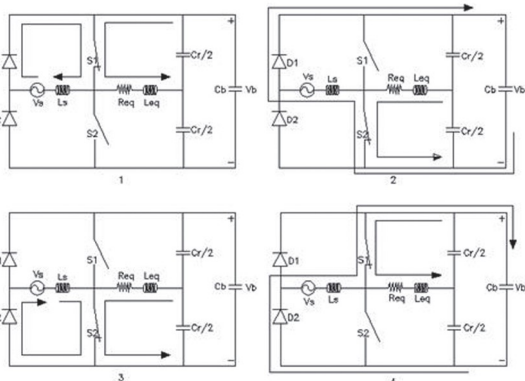 +
S1
Cr/2
Vs
Ls
Req
Leq
Cb
Vb
S2
Cr/2
−
1
+
D1
S1
Cr/2
Vs
Ls
Req
Leq
Cb
Vb
D2
S2
Cr/2
−
2
+
S1
Cr/2
Vs
Ls
Req
Leq
Cb
Vb
S2
Cr/2
−
3
+
D1
S1
Cr/2
Vs
Ls
Req
Leq
Cb
Vb
D2
S2
Cr/2
−